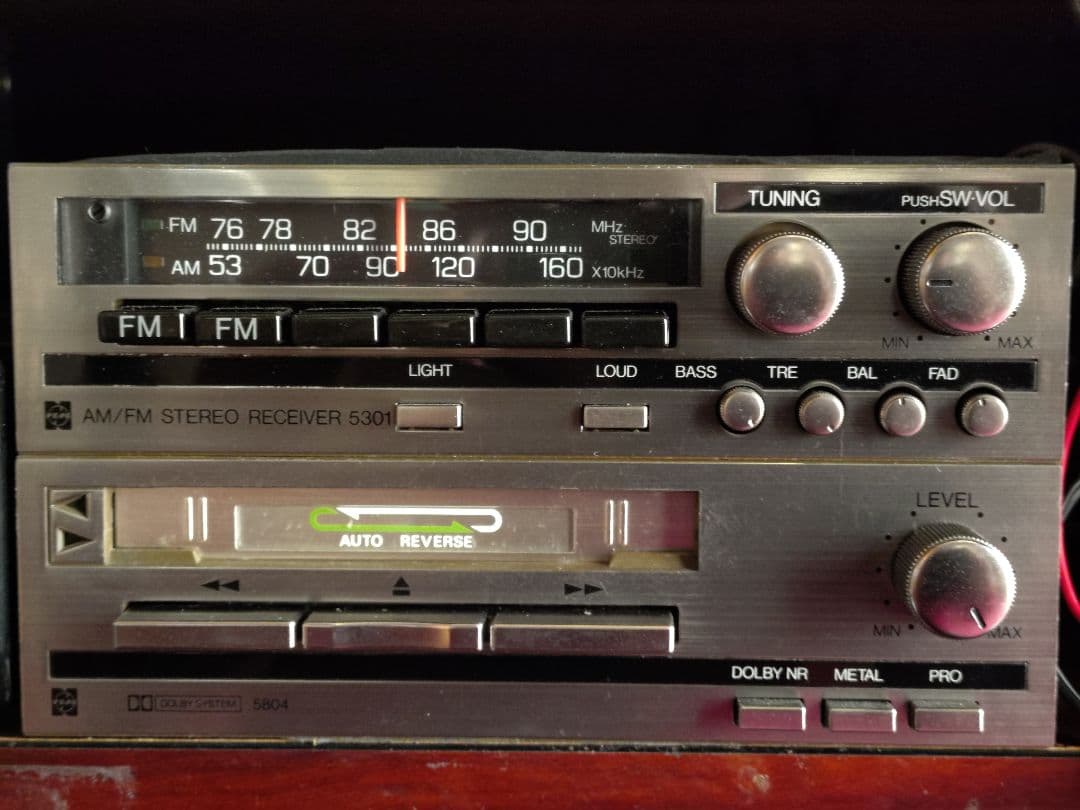 TUNING PUSH SW·VOL
FM 76 78 82 86 90 MHz
STEREO
AM 53 70 90 120 160 X10kHz
FM FM
MIN MAX
LIGHT LOUD BASS TRE BAL FAD
AM/FM STEREO RECEIVER 5301
LEVEL
AUTO REVERSE
MIN MAX
DOLBY NR METAL PRO
DOLBY SYSTEM 5804